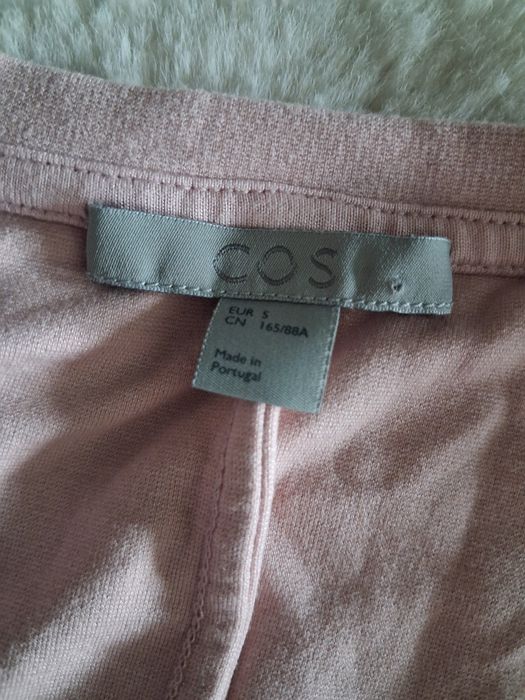 COS
EUR S
CN 165/88A
Made in
Portugal